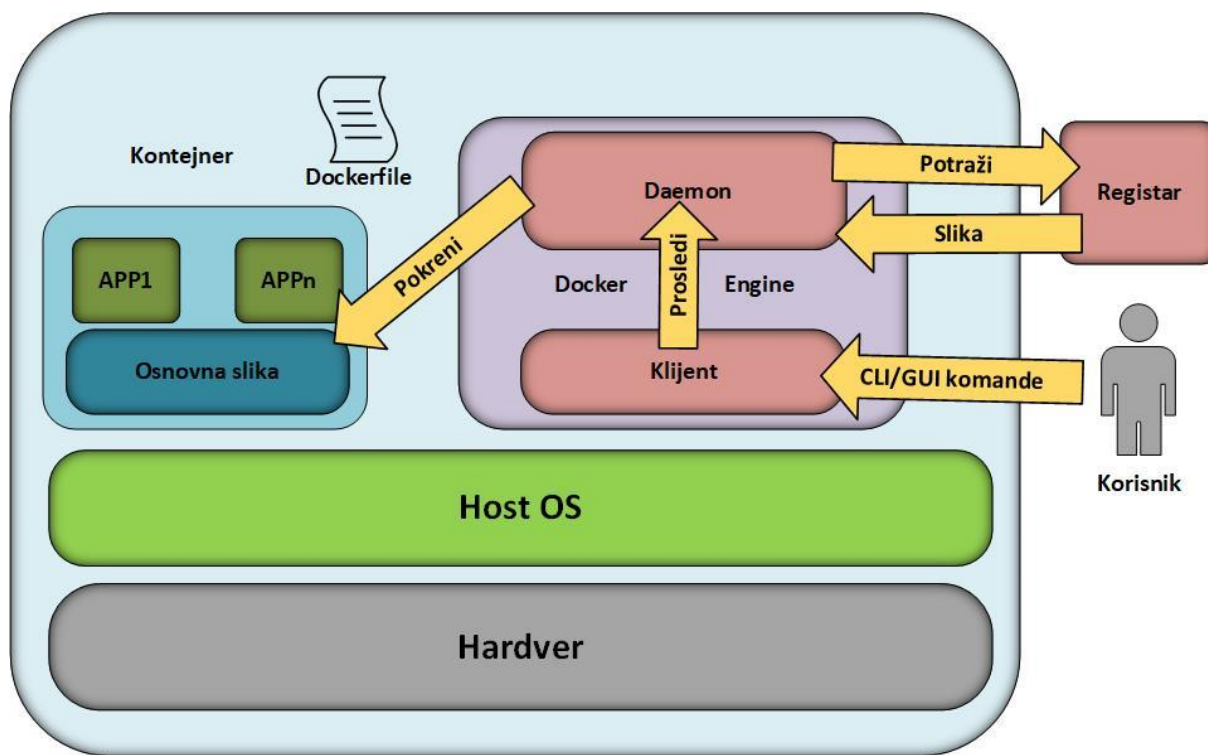 Kontejner
Dockerfile
Daemon
Potraži
Registar
Slika
APP1
APPn
Pokreni
Docker
Prosledi
Engine
Osnovna slika
Klijent
CLI/GUI komande
Korisnik
Host OS
Hardver